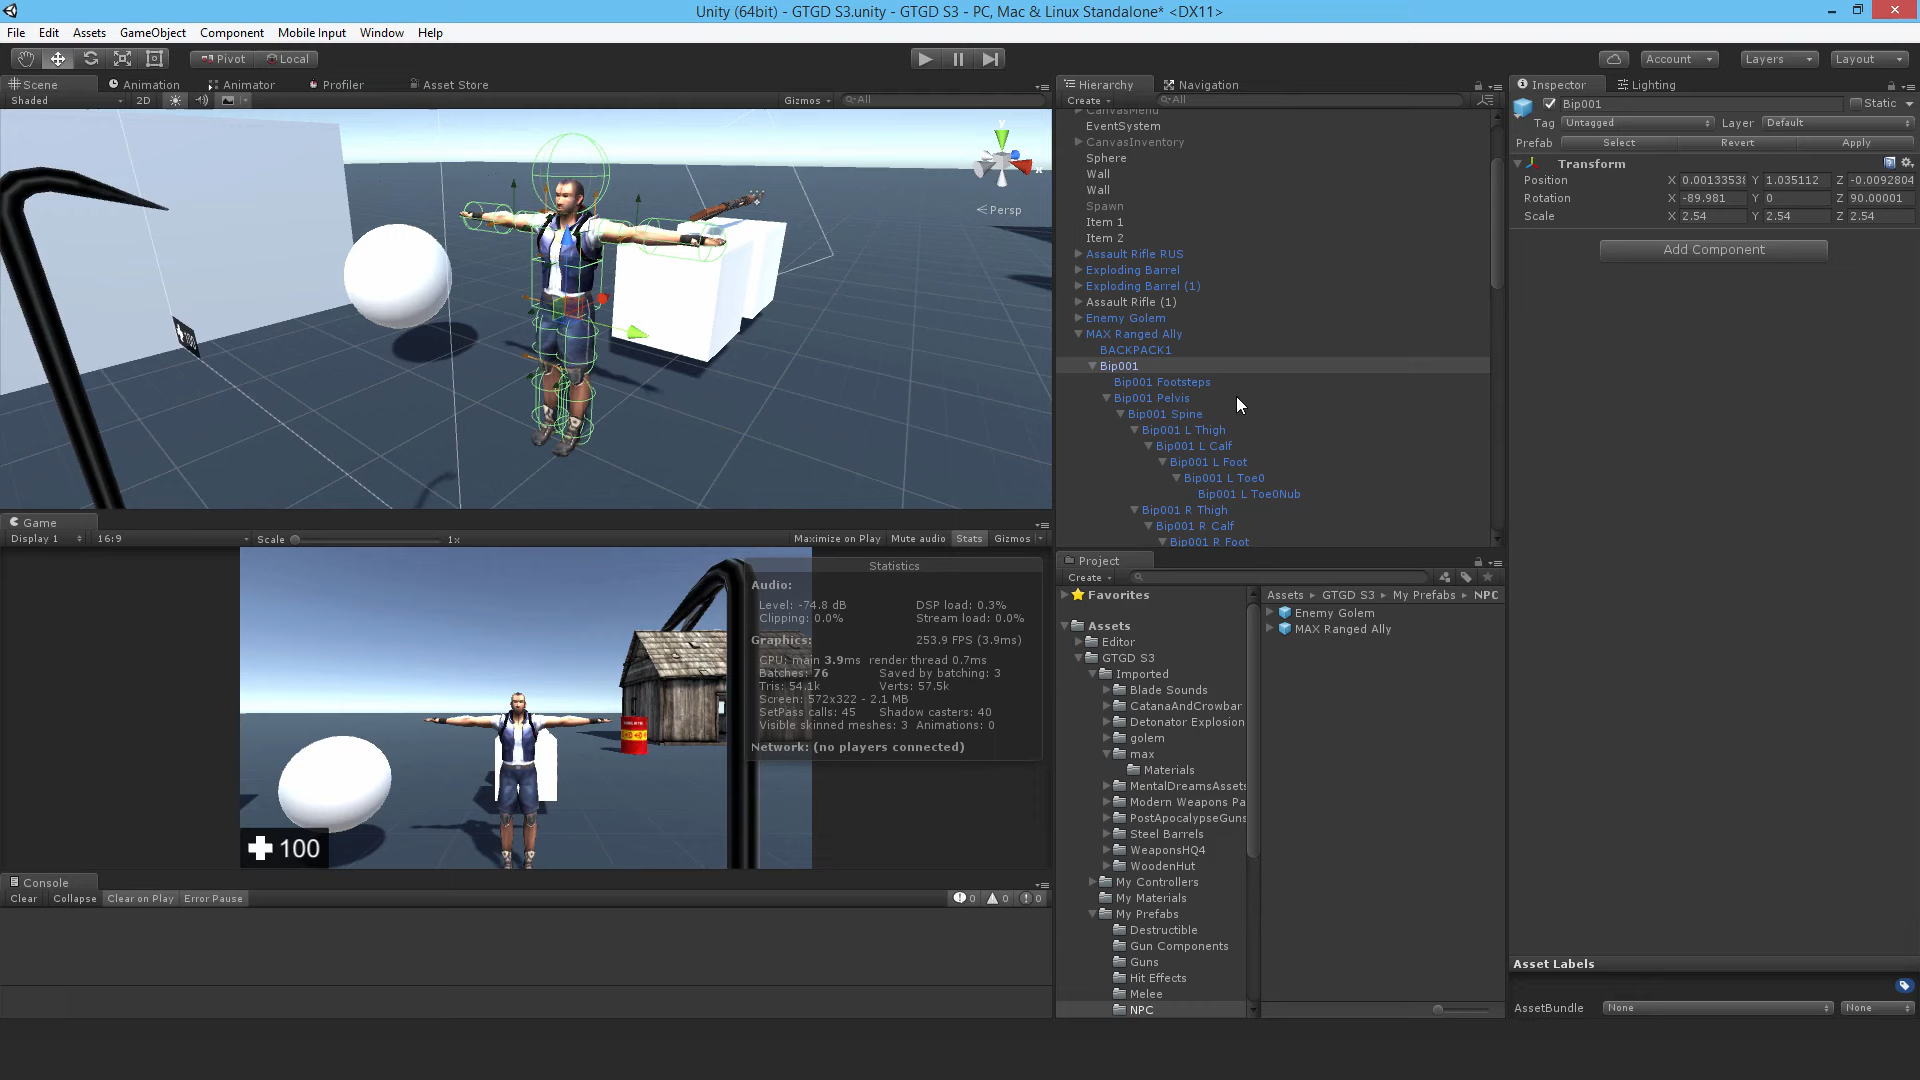 Unity (64bit) - GTGD S3.unity - GTGD S3 - PC, Mac & Linux Standalone* <DX11>
File Edit Assets GameObject Component Mobile Input Window Help
Pivot Local Account Layers Layout
Scene Animation Animator Profiler Asset Store
Shaded 2D Gizmos All
y
x
Persp
Hierarchy Navigation
Create All
CanvasMenu
EventSystem
CanvasInventory
Sphere
Wall
Wall
Spawn
Item 1
Item 2
Assault Rifle RUS
Exploding Barrel
Exploding Barrel (1)
Assault Rifle (1)
Enemy Golem
MAX Ranged Ally
BACKPACK1
Bip001
Bip001 Footsteps
Bip001 Pelvis
Bip001 Spine
Bip001 L Thigh
Bip001 L Calf
Bip001 L Foot
Bip001 L Toe0
Bip001 L Toe0Nub
Bip001 R Thigh
Bip001 R Calf
Bip001 R Foot
Inspector Lighting
Bip001 Static
Tag Untagged Layer Default
Prefab Select Revert Apply
Transform
Position X 0.0013353 Y 1.035112 Z -0.0092804
Rotation X -89.981 Y 0 Z 90.00001
Scale X 2.54 Y 2.54 Z 2.54
Add Component
Game
Display 1 16:9 Scale 1x Maximize on Play Mute audio Stats Gizmos
Statistics
Audio:
Level: -74.8 dB DSP load: 0.3%
Clipping: 0.0% Stream load: 0.0%
Graphics: 253.9 FPS (3.9ms)
CPU: main 3.9ms render thread 0.7ms
Batches: 76 Saved by batching: 3
Tris: 54.1k Verts: 57.5k
Screen: 572x322 - 2.1 MB
SetPass calls: 45 Shadow casters: 40
Visible skinned meshes: 3 Animations: 0
Network: (no players connected)
100
Project
Create
Favorites
Assets
Editor
GTGD S3
Imported
Blade Sounds
CatanaAndCrowbar
Detonator Explosion
golem
max
Materials
MentalDreamsAssets
Modern Weapons Pa
PostApocalypseGuns
Steel Barrels
WeaponsHQ4
WoodenHut
My Controllers
My Materials
My Prefabs
Destructible
Gun Components
Guns
Hit Effects
Melee
NPC
Assets GTGD S3 My Prefabs NPC
Enemy Golem
MAX Ranged Ally
Console
Clear Collapse Clear on Play Error Pause 0 0 0
Asset Labels
AssetBundle None None